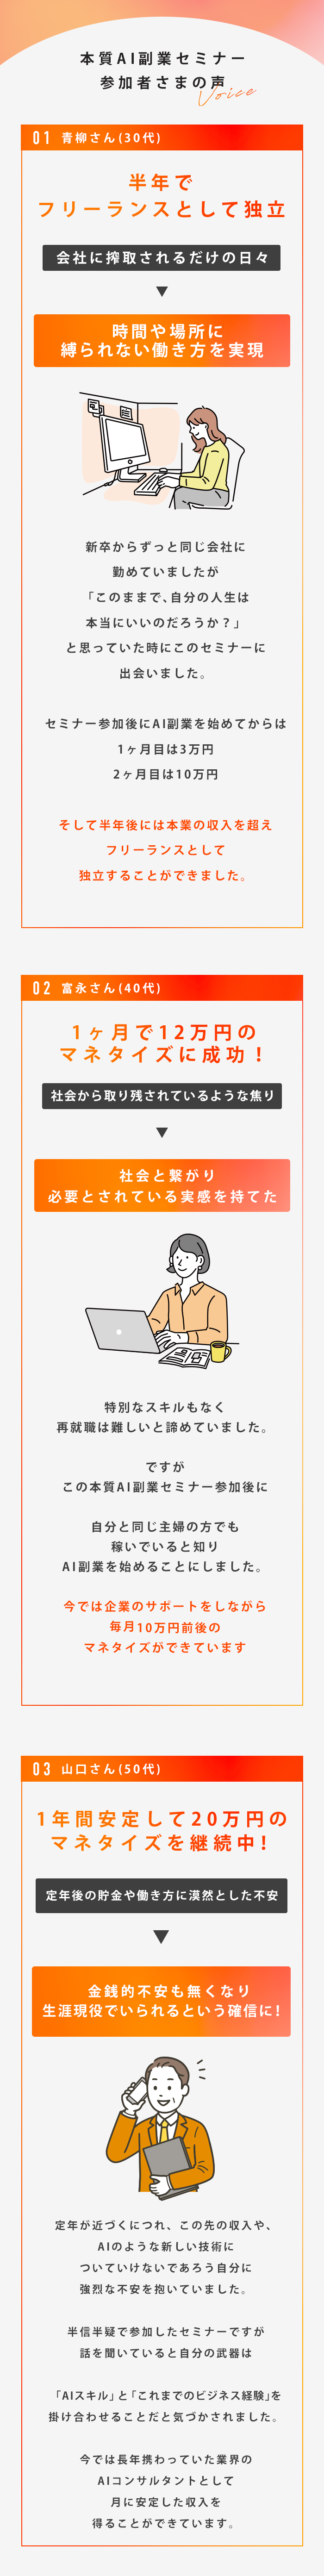 本質AI副業セミナー
参加者さまの声
Voice
01 青柳さん(30代)
半年で
フリーランスとして独立
会社に搾取されるだけの日々
▼
時間や場所に
縛られない働き方を実現
新卒からずっと同じ会社に
勤めていましたが
「このままで、自分の人生は
本当にいいのだろうか?」
と思っていた時にこのセミナーに
出会いました。
セミナー参加後にAI副業を始めてからは
1ヶ月目は3万円
2ヶ月目は10万円
そして半年後には本業の収入を超え
フリーランスとして
独立することができました。
02 富永さん(40代)
1ヶ月で12万円の
マネタイズに成功!
社会から取り残されているような焦り
▼
社会と繋がり
必要とされている実感を持てた
特別なスキルもなく
再就職は難しいと諦めていました。
ですが
この本質AI副業セミナー参加後に
自分と同じ主婦の方でも
稼いでいると知り
AI副業を始めることにしました。
今では企業のサポートをしながら
毎月10万円前後の
マネタイズができています
03 山口さん(50代)
1年間安定して20万円の
マネタイズを継続中!
定年後の貯金や働き方に漠然とした不安
▼
金銭的不安も無くなり
生涯現役でいられるという確信に!
定年が近づくにつれ、この先の収入や、
AIのような新しい技術に
ついていけないであろう自分に
強烈な不安を抱いていました。
半信半疑で参加したセミナーですが
話を聞いていると自分の武器は
「AIスキル」と「これまでのビジネス経験」を
掛け合わせることだと気づかされました。
今では長年携わっていた業界の
AIコンサルタントとして
月に安定した収入を
得ることができています。